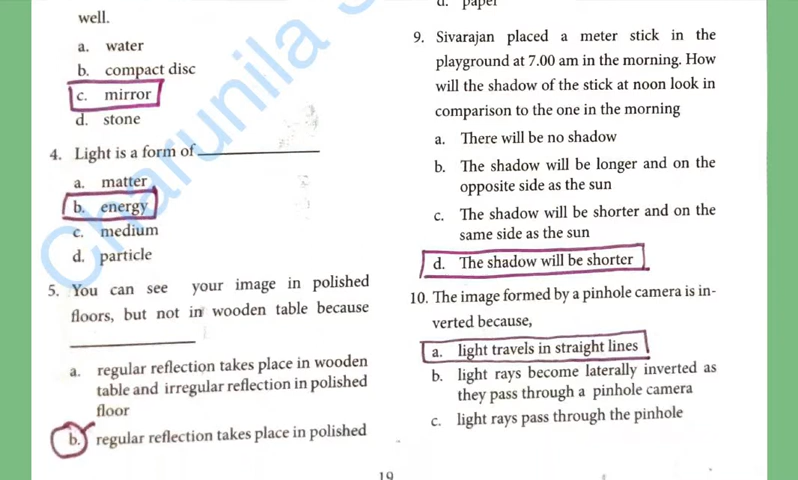 well.
a. water
b. compact disc
c. mirror
d. stone
4. Light is a form of
a. matter
b. energy
c. medium
d. particle
5. You can see your image in polished
floors, but not in wooden table because
a. regular reflection takes place in wooden
table and irregular reflection in polished
floor
b. regular reflection takes place in polished
d. paper
9. Sivarajan placed a meter stick in the
playground at 7.00 am in the morning. How
will the shadow of the stick at noon look in
comparison to the one in the morning
a. There will be no shadow
b. The shadow will be longer and on the
opposite side as the sun
c. The shadow will be shorter and on the
same side as the sun
d. The shadow will be shorter
10. The image formed by a pinhole camera is in-
verted because,
a. light travels in straight lines
b. light rays become laterally inverted as
they pass through a pinhole camera
c. light rays pass through the pinhole
19
Charunila